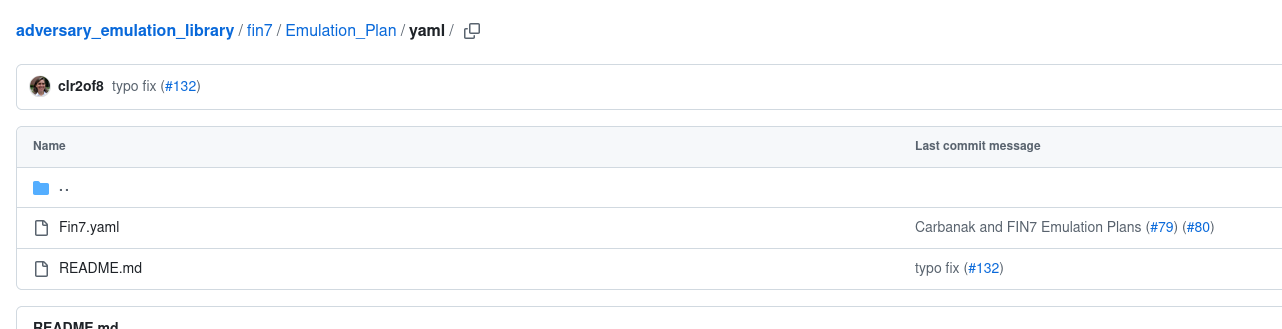 adversary_emulation_library / fin7 / Emulation_Plan / yaml /
clr2of8 typo fix (#132)
Name Last commit message
..
Fin7.yaml Carbanak and FIN7 Emulation Plans (#79) (#80)
README.md typo fix (#132)
README.md